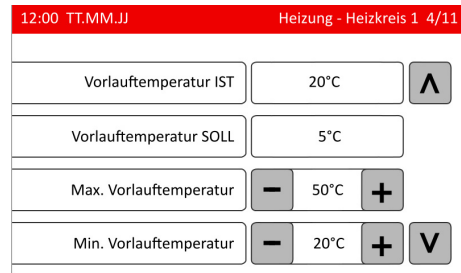 12:00 TT.MM.JJ Heizung - Heizkreis 1 4/11
Vorlauftemperatur IST 20°C
Vorlauftemperatur SOLL 5°C
Max. Vorlauftemperatur − 50°C +
Min. Vorlauftemperatur − 20°C +